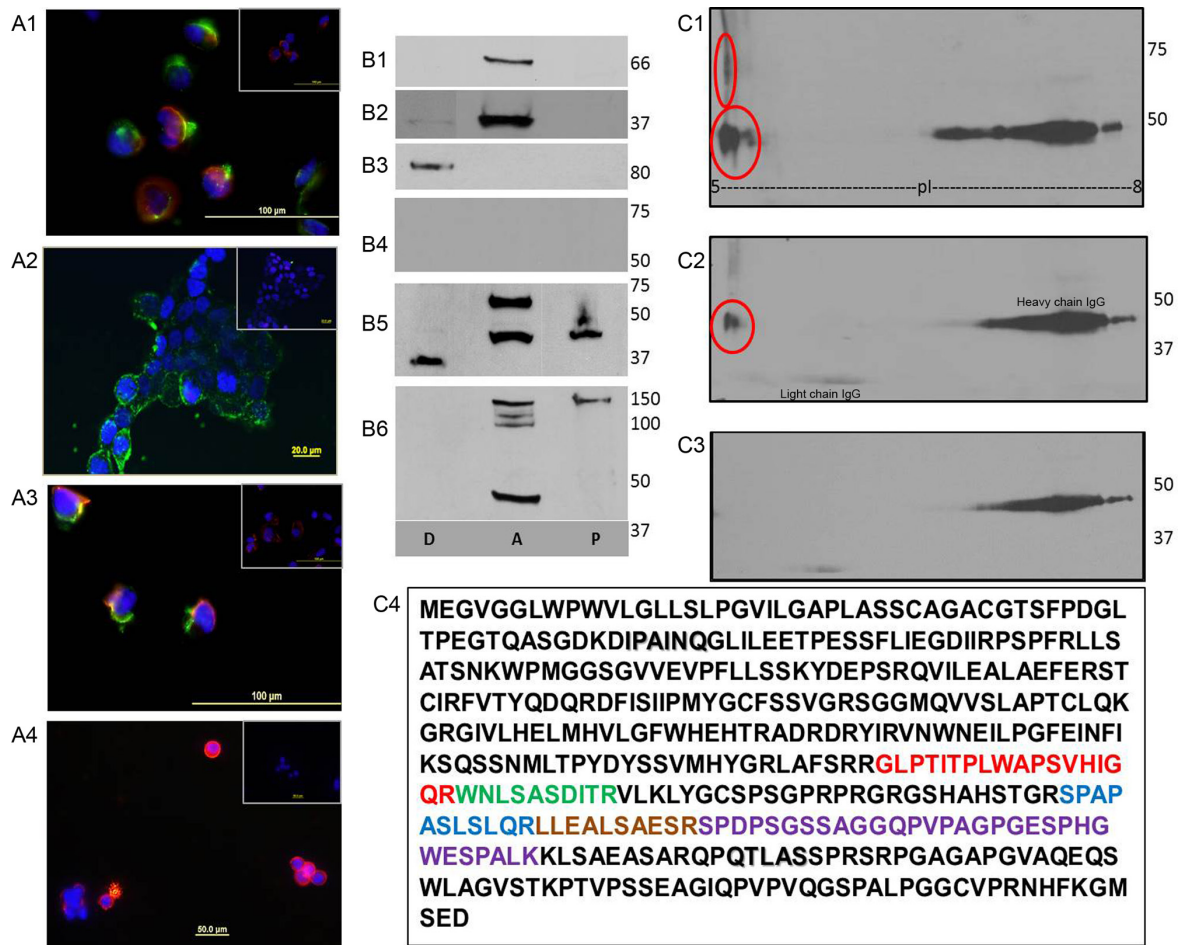 A1
100 µm
A2
20.0 µm
A3
100 µm
A4
50.0 µm
B1
66
B2
37
B3
80
B4
75
50
B5
75
50
37
B6
150
100
50
37
D A P
C1
75
50
5--------------------------------pI--------------------------------8
C2
Heavy chain IgG
Light chain IgG
50
37
C3
50
37
C4
MEGVGGLWPWVLGLLSLPGVILGAPLASSCAGACGTSFPDGL
TPEGTQASGDKDIPAINQGLILEETPESSFLIEGDIIRPSPFRLLS
ATSNKWPMGGSGVVEVPFLLSSKYDEPSRQVILEALAEFERST
CIRFVTYQDQRDFISIIPMYGCFSSVGRSGGMQVVSLAPTCLQK
GRGIVLHELMHVLGFWHEHTRADRDRYIRVNWNEILPGFEINFI
KSQSSNMLTPYDYSSVMHYGRLAFSRRGLPTITPLWAPSVHIG
QRWNLSASDITRVLKLYGCSPSGPRPRGRGSHAHSTGRSPAP
ASLSLQRLLEALSAESRSPDPSGSSAGGQPVPAGPGESPHG
WESPALKKLSAEASARQPQTLASSPRSRPGAGAPGVAQEQS
WLAGVSTKPTVPSSEAGIQPVPVQGSPALPGGCVPRNHFKGM
SED